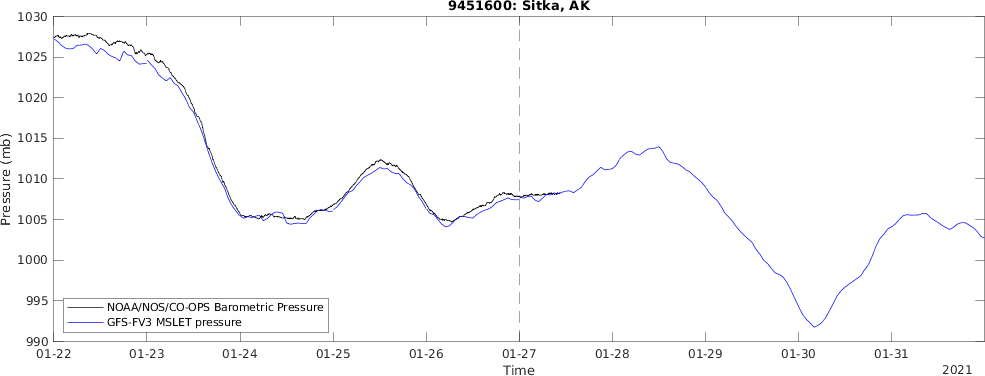 9451600: Sitka, AK
1030
1025
1020
1015
1010
1005
1000
995
990
Pressure (mb)
NOAA/NOS/CO-OPS Barometric Pressure
GFS-FV3 MSLET pressure
01-22 01-23 01-24 01-25 01-26 01-27 01-28 01-29 01-30 01-31
Time
2021